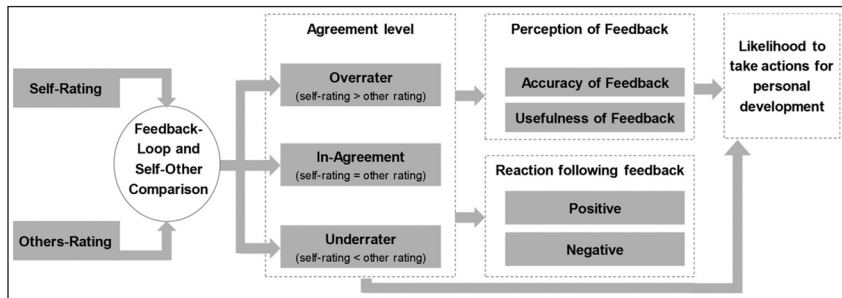 Self-Rating
Others-Rating
Feedback-
Loop and
Self-Other
Comparison
Agreement level
Overrater
(self-rating > other rating)
In-Agreement
(self-rating = other rating)
Underrater
(self-rating < other rating)
Perception of Feedback
Accuracy of Feedback
Usefulness of Feedback
Reaction following feedback
Positive
Negative
Likelihood to
take actions for
personal
development